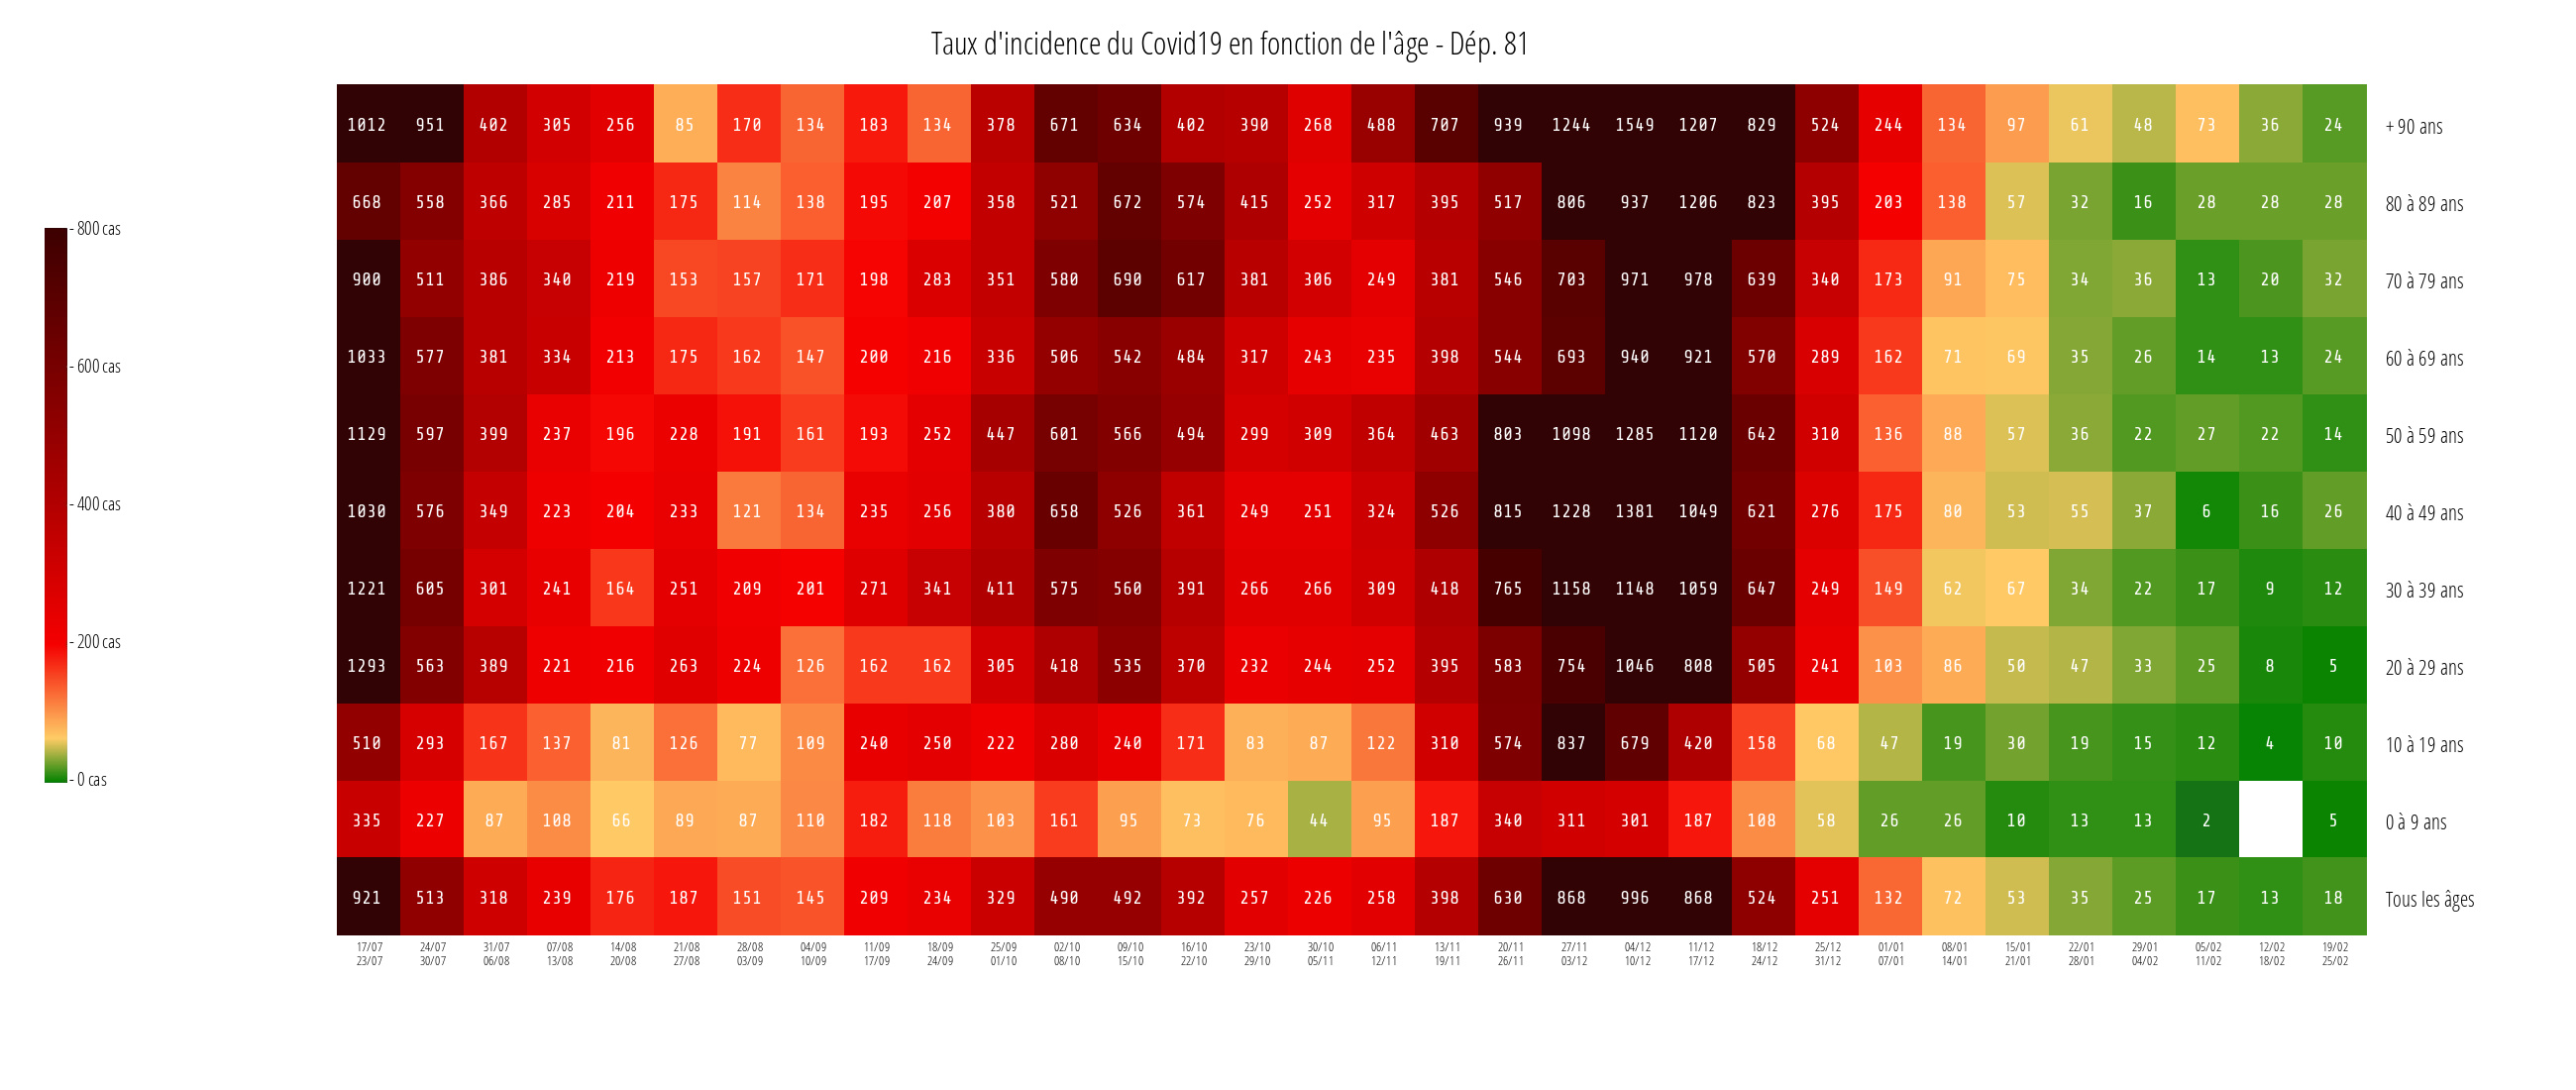 Taux d'incidence du Covid19 en fonction de l'âge - Dép. 81
- 800 cas
- 600 cas
- 400 cas
- 200 cas
- 0 cas
1012 951 402 305 256 85 170 134 183 134 378 671 634 402 390 268 488 707 939 1244 1549 1207 829 524 244 134 97 61 48 73 36 24 + 90 ans
668 558 366 285 211 175 114 138 195 207 358 521 672 574 415 252 317 395 517 806 937 1206 823 395 203 138 57 32 16 28 28 28 80 à 89 ans
900 511 386 340 219 153 157 171 198 283 351 580 690 617 381 306 249 381 546 703 971 978 639 340 173 91 75 34 36 13 20 32 70 à 79 ans
1033 577 381 334 213 175 162 147 200 216 336 506 542 484 317 243 235 398 544 693 940 921 570 289 162 71 69 35 26 14 13 24 60 à 69 ans
1129 597 399 237 196 228 191 161 193 252 447 601 566 494 299 309 364 463 803 1098 1285 1120 642 310 136 88 57 36 22 27 22 14 50 à 59 ans
1030 576 349 223 204 233 121 134 235 256 380 658 526 361 249 251 324 526 815 1228 1381 1049 621 276 175 80 53 55 37 6 16 26 40 à 49 ans
1221 605 301 241 164 251 209 201 271 341 411 575 560 391 266 266 309 418 765 1158 1148 1059 647 249 149 62 67 34 22 17 9 12 30 à 39 ans
1293 563 389 221 216 263 224 126 162 162 305 418 535 370 232 244 252 395 583 754 1046 808 505 241 103 86 50 47 33 25 8 5 20 à 29 ans
510 293 167 137 81 126 77 109 240 250 222 280 240 171 83 87 122 310 574 837 679 420 158 68 47 19 30 19 15 12 4 10 10 à 19 ans
335 227 87 108 66 89 87 110 182 118 103 161 95 73 76 44 95 187 340 311 301 187 108 58 26 26 10 13 13 2 5 0 à 9 ans
921 513 318 239 176 187 151 145 209 234 329 490 492 392 257 226 258 398 630 868 996 868 524 251 132 72 53 35 25 17 13 18 Tous les âges
17/07 24/07 31/07 07/08 14/08 21/08 28/08 04/09 11/09 18/09 25/09 02/10 09/10 16/10 23/10 30/10 06/11 13/11 20/11 27/11 04/12 11/12 18/12 25/12 01/01 08/01 15/01 22/01 29/01 05/02 12/02 19/02
23/07 30/07 06/08 13/08 20/08 27/08 03/09 10/09 17/09 24/09 01/10 08/10 15/10 22/10 29/10 05/11 12/11 19/11 26/11 03/12 10/12 17/12 24/12 31/12 07/01 14/01 21/01 28/01 04/02 11/02 18/02 25/02